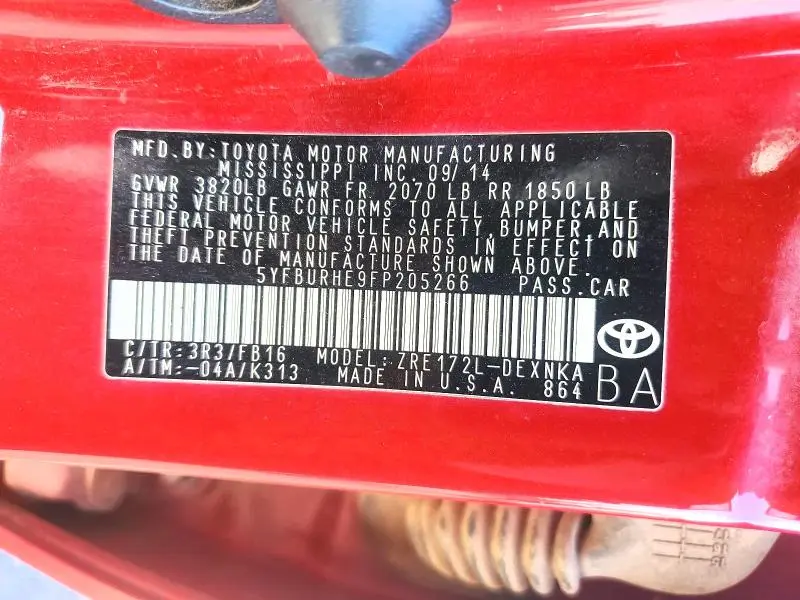 MFD.BY:TOYOTA MOTOR MANUFACTURING
MISSISSIPPI INC.09/14
GVWR 3820LB GAWR FR 2070 LB RR 1850LB
THIS VEHICLE CONFORMS TO ALL APPLICABLE
FEDERAL MOTOR VEHICLE SAFETY,BUMPER,AND
THEFT PREVENTION STANDARDS IN EFFECT ON
THE DATE OF MANUFACTURE SHOWN ABOVE.
5YFBURHE9FP205266 PASS.CAR
C/TR:3R3/FB16 MODEL:ZRE172L-DEXNKA
A/TM:-04A/K313 MADE IN U.S.A. 864 BA